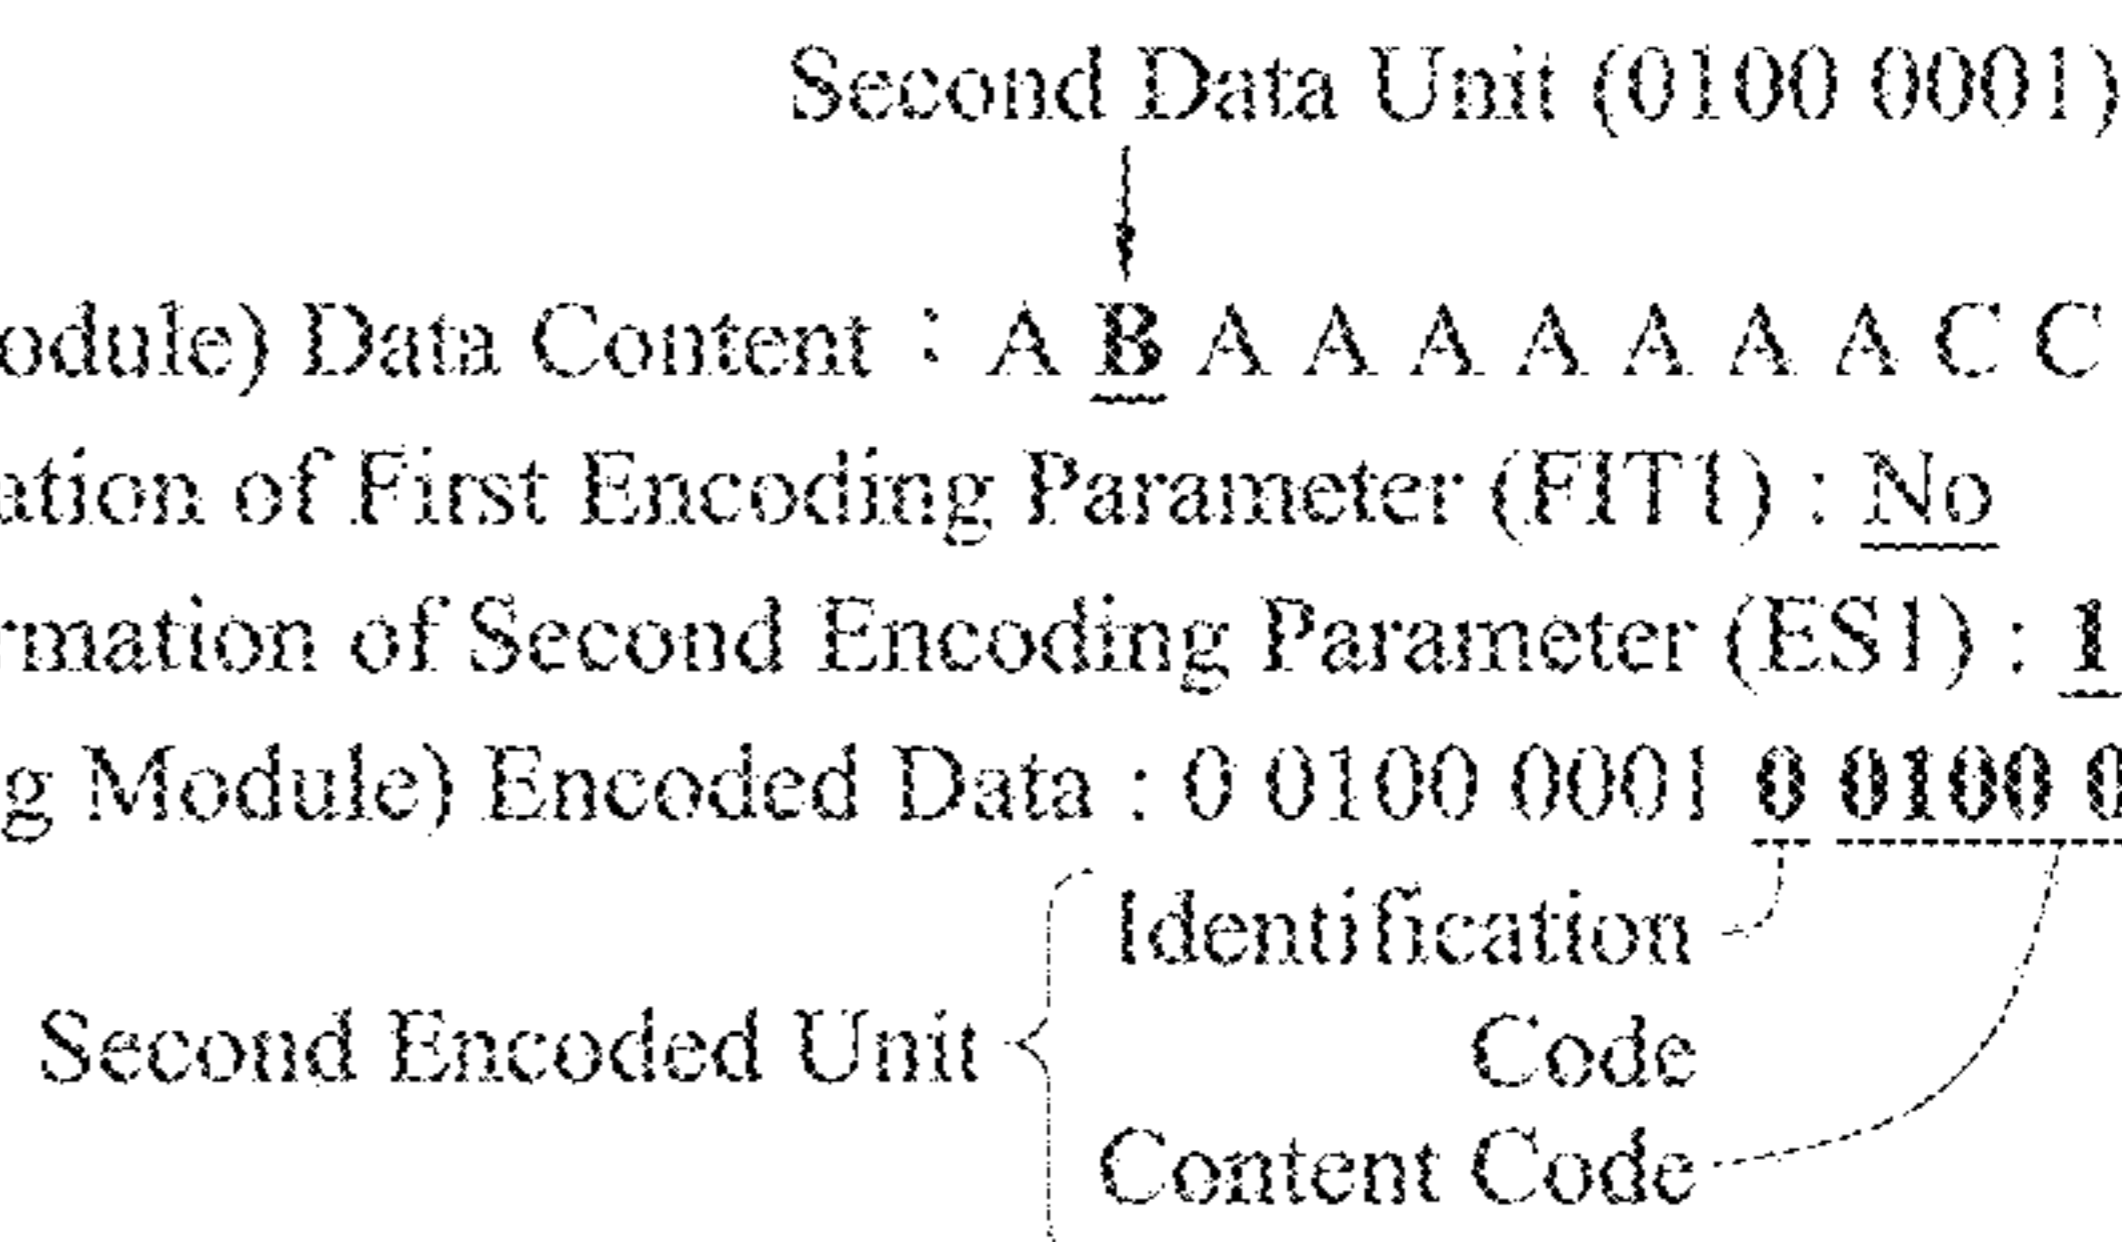 Second Data Unit (0100 0001)
odule) Data Content : A B A A A A A A A C C
ation of First Encoding Parameter (FIT1) : No
rmation of Second Encoding Parameter (ES1) : 1
g Module) Encoded Data : 0 0100 0001 0 0100 0
Identification
Code
Second Encoded Unit
Content Code